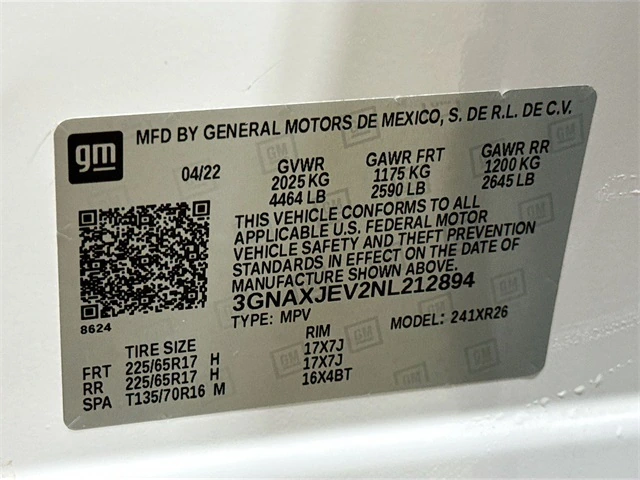 gm
MFD BY GENERAL MOTORS DE MEXICO, S. DE R.L. DE C.V.
04/22 GVWR GAWR FRT GAWR RR
2025 KG 1175 KG 1200 KG
4464 LB 2590 LB 2645 LB
THIS VEHICLE CONFORMS TO ALL
APPLICABLE U.S. FEDERAL MOTOR
VEHICLE SAFETY AND THEFT PREVENTION
STANDARDS IN EFFECT ON THE DATE OF
MANUFACTURE SHOWN ABOVE.
3GNAXJEV2NL212894
8624
TYPE: MPV MODEL: 241XR26
TIRE SIZE RIM
FRT 225/65R17 H 17X7J
RR 225/65R17 H 17X7J
SPA T135/70R16 M 16X4BT